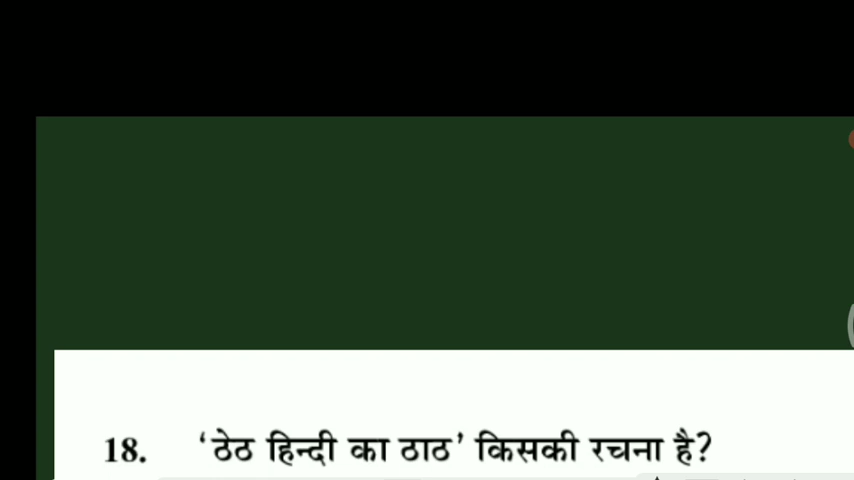 18. ‘ठेठ हिन्दी का ठाठ’ किसकी रचना है?